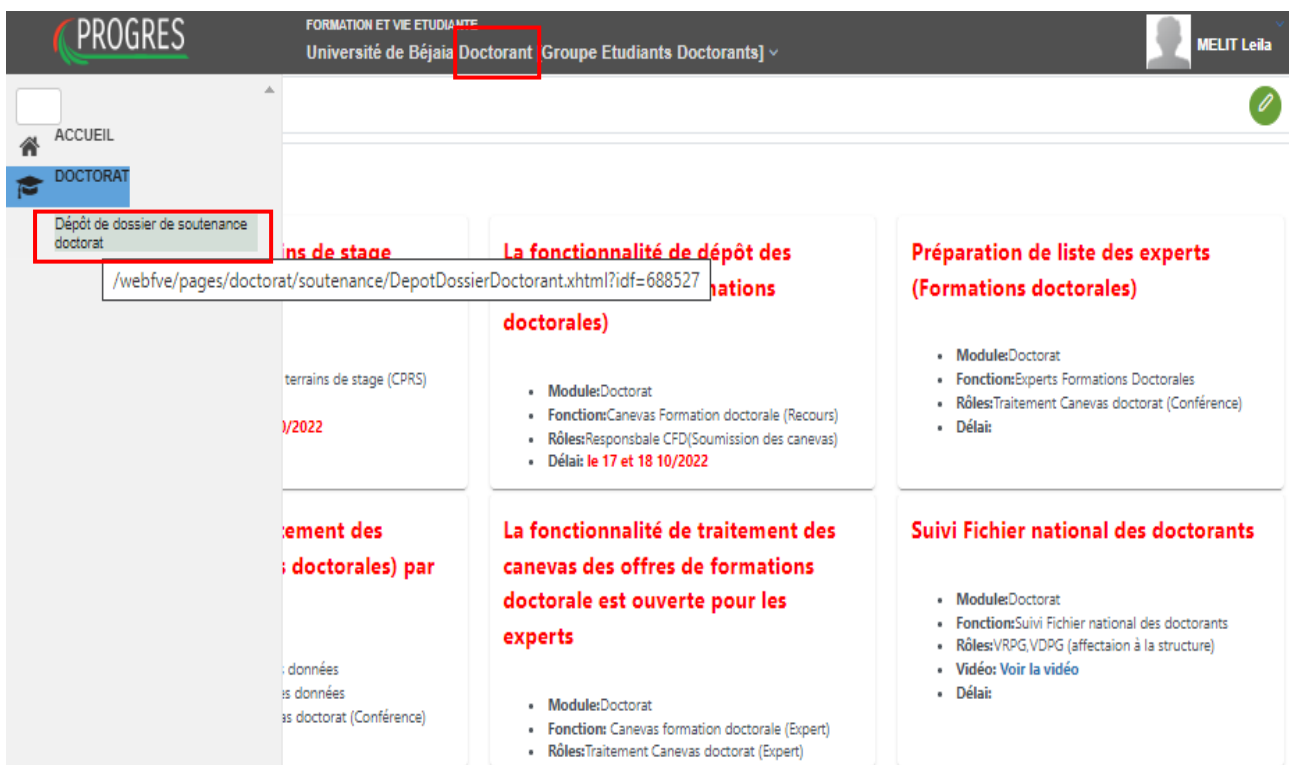 PROGRES
FORMATION ET VIE ETUDIANTE
Université de Béjaia Doctorant [Groupe Etudiants Doctorants]
MELIT Leila
ACCUEIL
DOCTORAT
Dépôt de dossier de soutenance
doctorat
/webfve/pages/doctorat/soutenance/DepotDossierDoctorant.xhtml?idf=688527
ins de stage
terrains de stage (CPRS)
0/2022
La fonctionnalité de dépôt des
mations
doctorales)
• Module:Doctorat
• Fonction:Canevas Formation doctorale (Recours)
• Rôles:Responsbale CFD(Soumission des canevas)
• Délai: le 17 et 18 10/2022
Préparation de liste des experts
(Formations doctorales)
• Module:Doctorat
• Fonction:Experts Formations Doctorales
• Rôles:Traitement Canevas doctorat (Conférence)
• Délai:
tement des
s doctorales) par
s données
es données
as doctorat (Conférence)
La fonctionnalité de traitement des
canevas des offres de formations
doctorale est ouverte pour les
experts
• Module:Doctorat
• Fonction: Canevas formation doctorale (Expert)
• Rôles:Traitement Canevas doctorat (Expert)
Suivi Fichier national des doctorants
• Module:Doctorat
• Fonction:Suivi Fichier national des doctorants
• Rôles:VRPG,VDPG (affectaion à la structure)
• Vidéo: Voir la vidéo
• Délai: